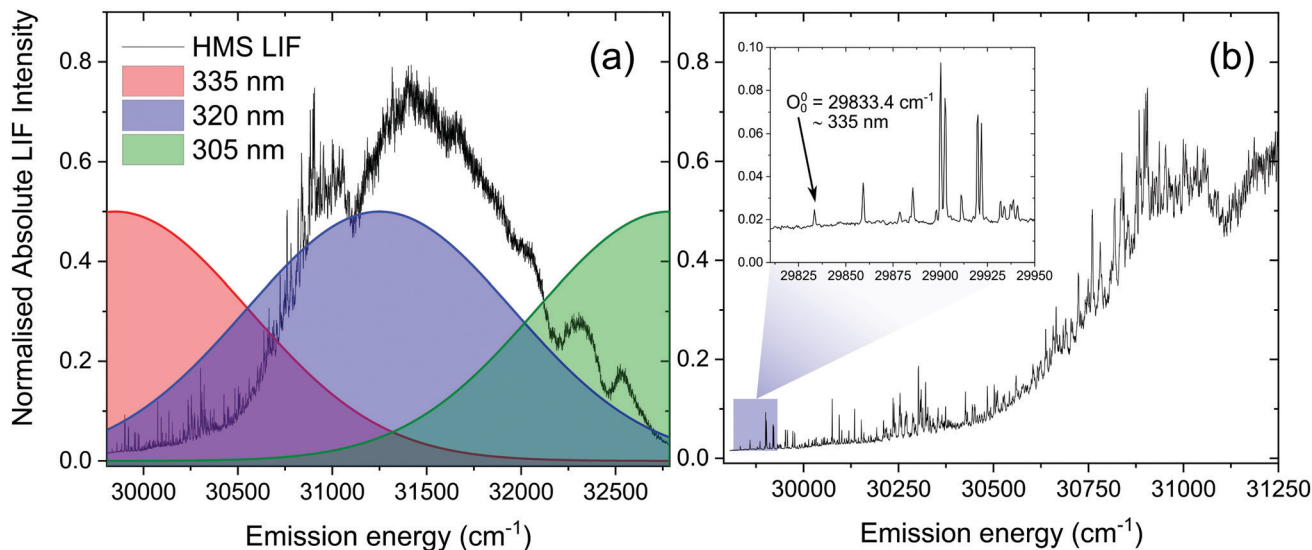 Normalised Absolute LIF Intensity
0.8
0.6
0.4
0.2
0.0
HMS LIF
335 nm
320 nm
305 nm
(a)
30000 30500 31000 31500 32000 32500
Emission energy (cm⁻¹)
0.8
0.6
0.4
0.2
0.0
(b)
0.10
0.08
0.06
0.04
0.02
0.00
O⁰₀ = 29833.4 cm⁻¹
~ 335 nm
29825 29860 29875 29900 29925 29950
30000 30250 30500 30750 31000 31250
Emission energy (cm⁻¹)